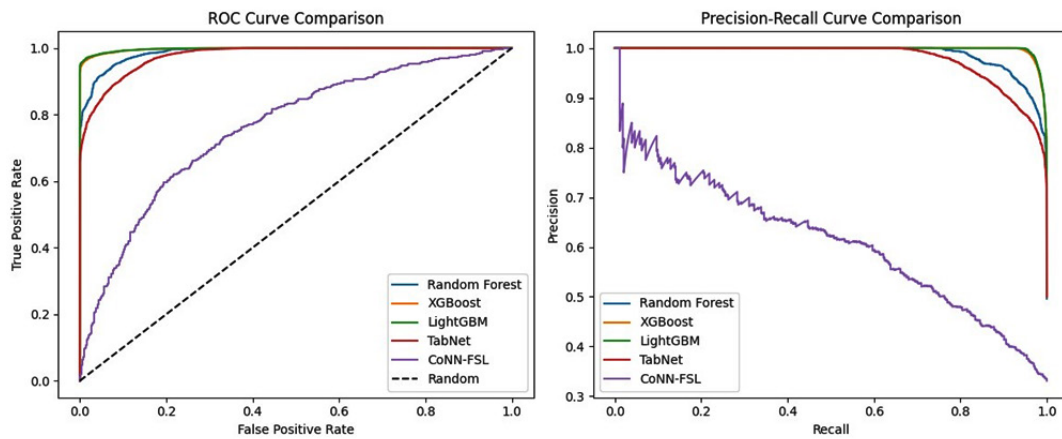 ROC Curve Comparison
1.0
0.8
0.6
0.4
0.2
0.0
True Positive Rate
0.0 0.2 0.4 0.6 0.8 1.0
False Positive Rate
Random Forest
XGBoost
LightGBM
TabNet
CoNN-FSL
Random
Precision-Recall Curve Comparison
1.0
0.9
0.8
0.7
0.6
0.5
0.4
0.3
Precision
0.0 0.2 0.4 0.6 0.8 1.0
Recall
Random Forest
XGBoost
LightGBM
TabNet
CoNN-FSL